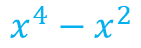 x⁴ − x²